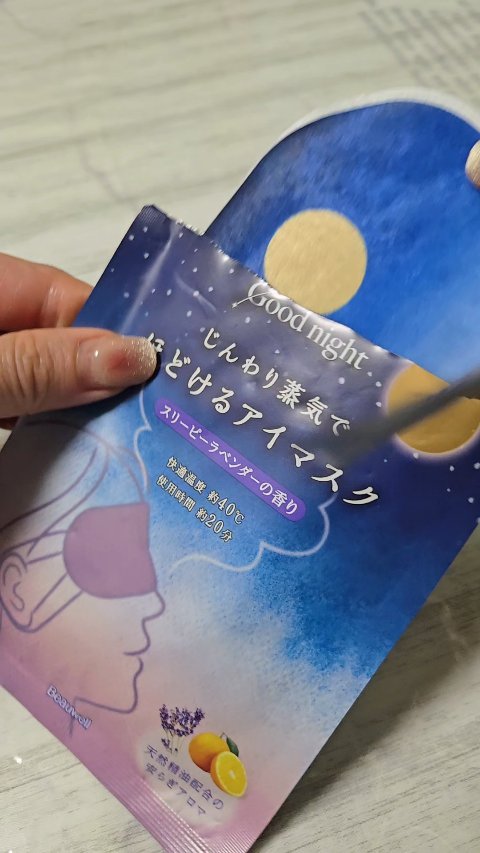 Good night
じんわり蒸気で
ほどけるアイマスク
スリーピーラベンダーの香り
快適温度 約40℃
使用時間 約20分
Beauwell
天然精油配合の
安らぎアロマ